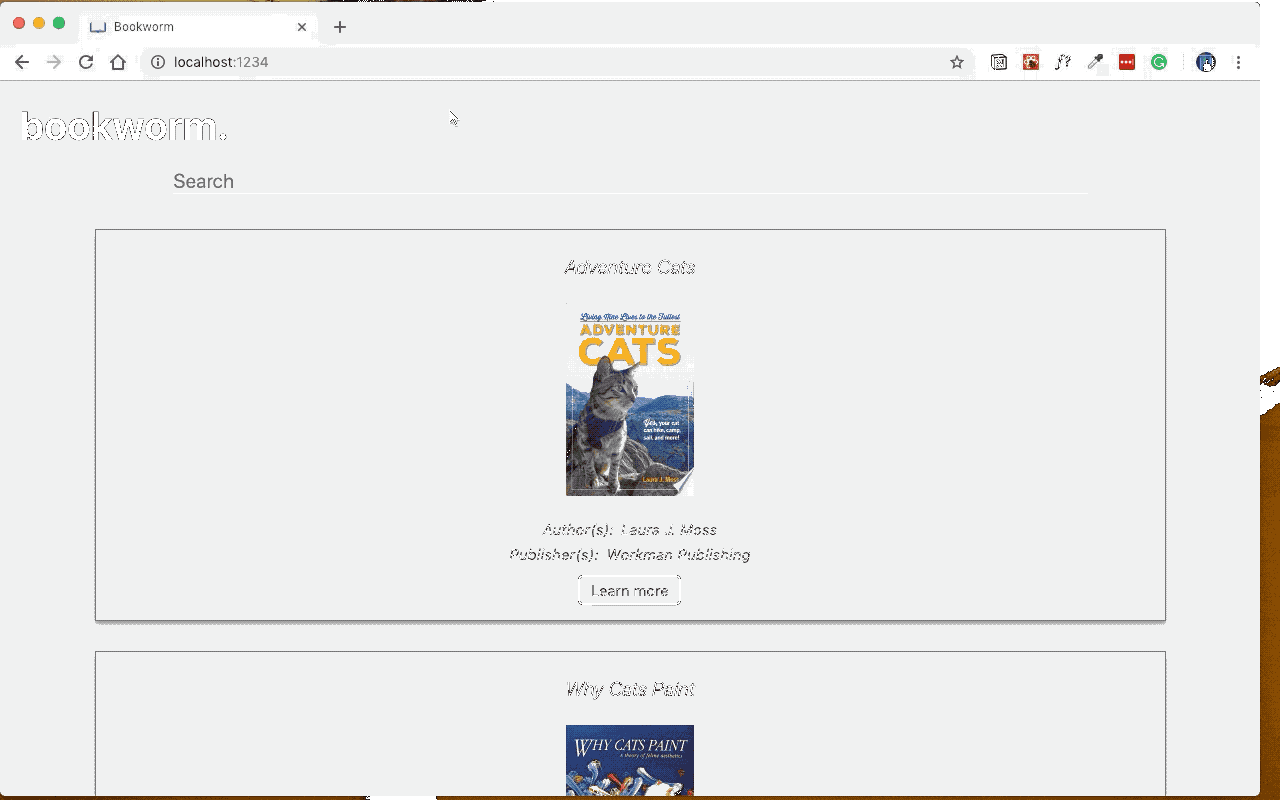 Bookworm
localhost:1234
bookworm.
Search
Adventure Cats
Living Nine Lives to the Fullest
ADVENTURE
CATS
Yes, your cat
can hike, camp,
sail, and more!
Laura J. Moss
Author(s): Laura J. Moss
Publisher(s): Workman Publishing
Learn more
Why Cats Paint
WHY CATS PAINT
a theory of feline aesthetics